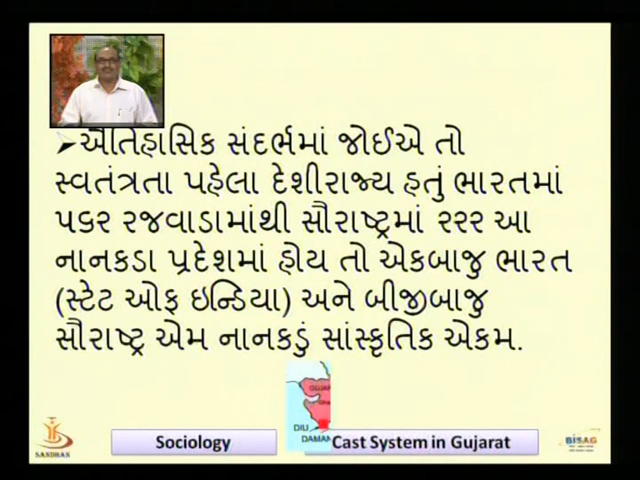 ➤ઐતિહાસિક સંદર્ભમાં જોઈએ તો
સ્વતંત્રતા પહેલા દેશીરાજ્ય હતું ભારતમાં
૫૬૨ રજવાડામાંથી સૌરાષ્ટ્રમાં ૨૨૨ આ
નાનકડા પ્રદેશમાં હોય તો એકબાજુ ભારત
(સ્ટેટ ઓફ ઇન્ડિયા) અને બીજીબાજુ
સૌરાષ્ટ્ર એમ નાનકડું સાંસ્કૃતિક એકમ.
DIU
DAMAN
SANDHAN
Sociology
Cast System in Gujarat
BISAG